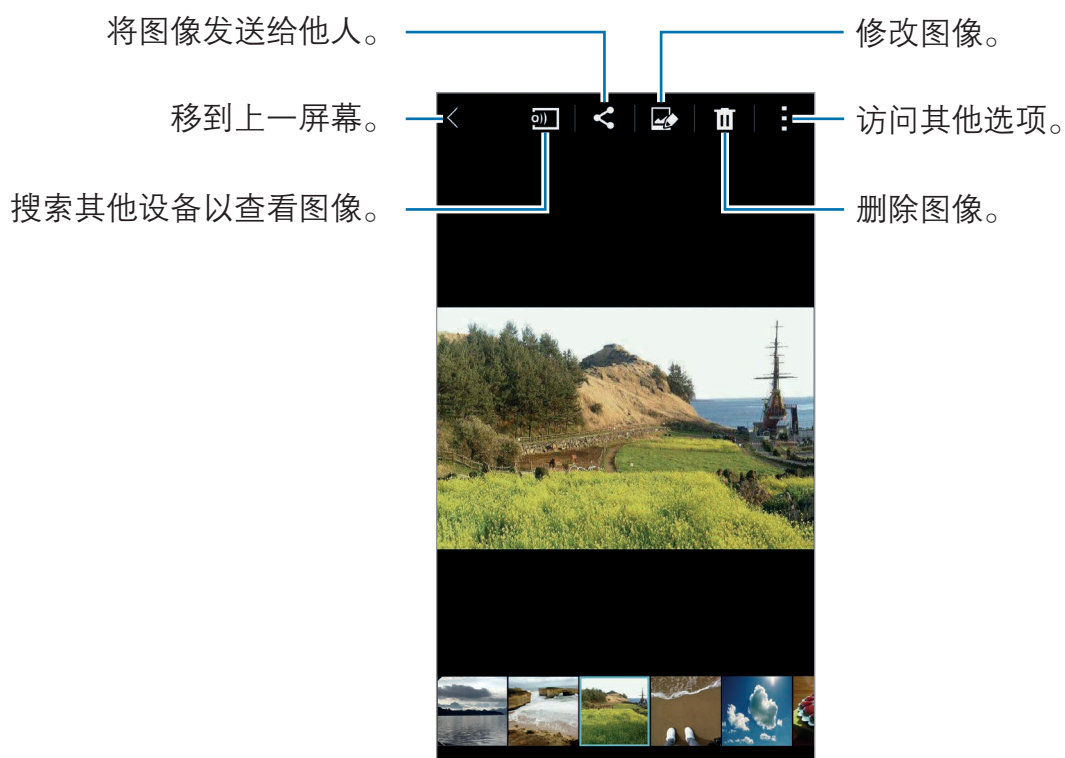 将图像发送给他人。
修改图像。
移到上一屏幕。
访问其他选项。
搜索其他设备以查看图像。
删除图像。